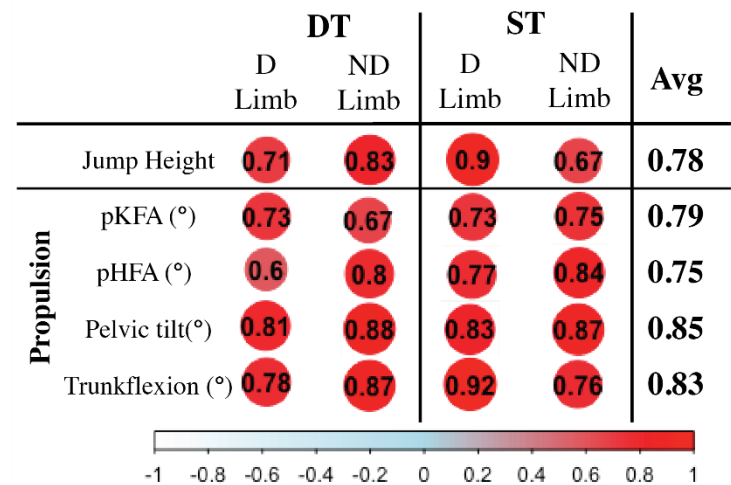 DT ST
D Limb ND Limb D Limb ND Limb Avg
Jump Height 0.71 0.83 0.9 0.67 0.78
Propulsion
pKFA (°) 0.73 0.67 0.73 0.75 0.79
pHFA (°) 0.6 0.8 0.77 0.84 0.75
Pelvic tilt(°) 0.81 0.88 0.83 0.87 0.85
Trunkflexion (°) 0.78 0.87 0.92 0.76 0.83
-1 -0.8 -0.6 -0.4 -0.2 0 0.2 0.4 0.6 0.8 1